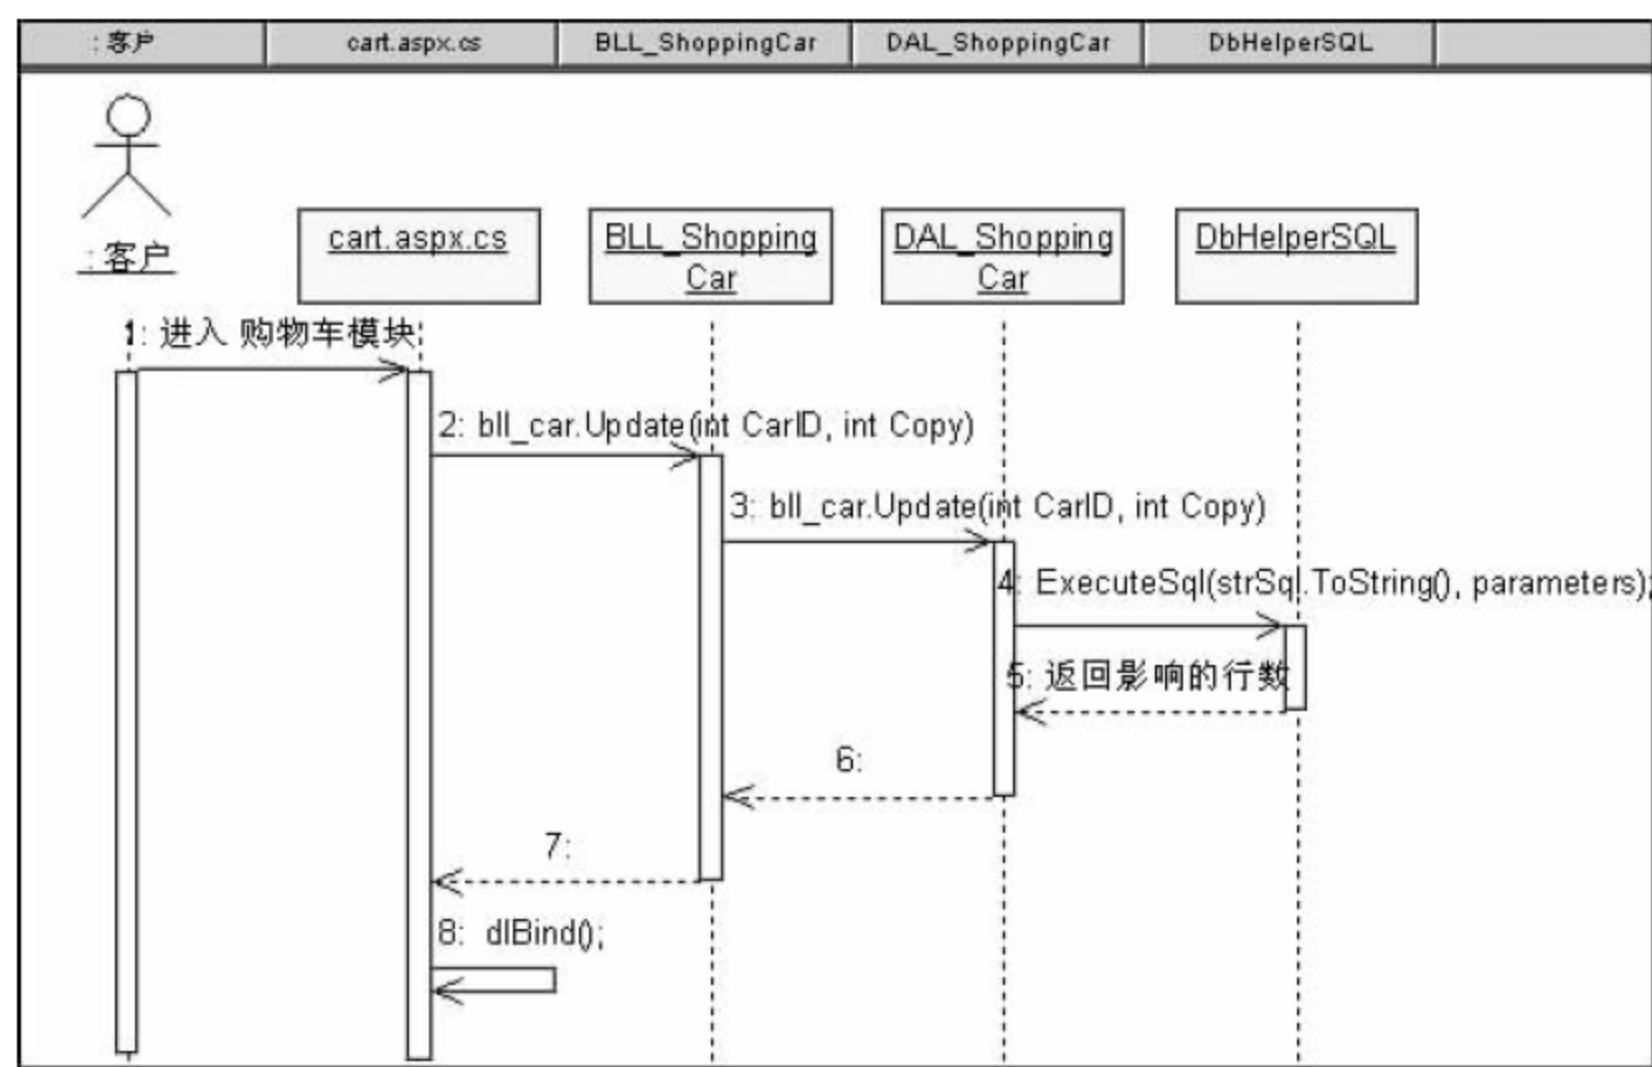 : 客户 cart.aspx.cs BLL_ShoppingCar DAL_ShoppingCar DbHelperSQL
: 客户
cart.aspx.cs
BLL_Shopping
Car
DAL_Shopping
Car
DbHelperSQL
1: 进入 购物车模块
2: bll_car.Update(int CarID, int Copy)
3: bll_car.Update(int CarID, int Copy)
4: ExecuteSql(strSql.ToString(), parameters);
5: 返回影响的行数
6:
7:
8: dlBind();